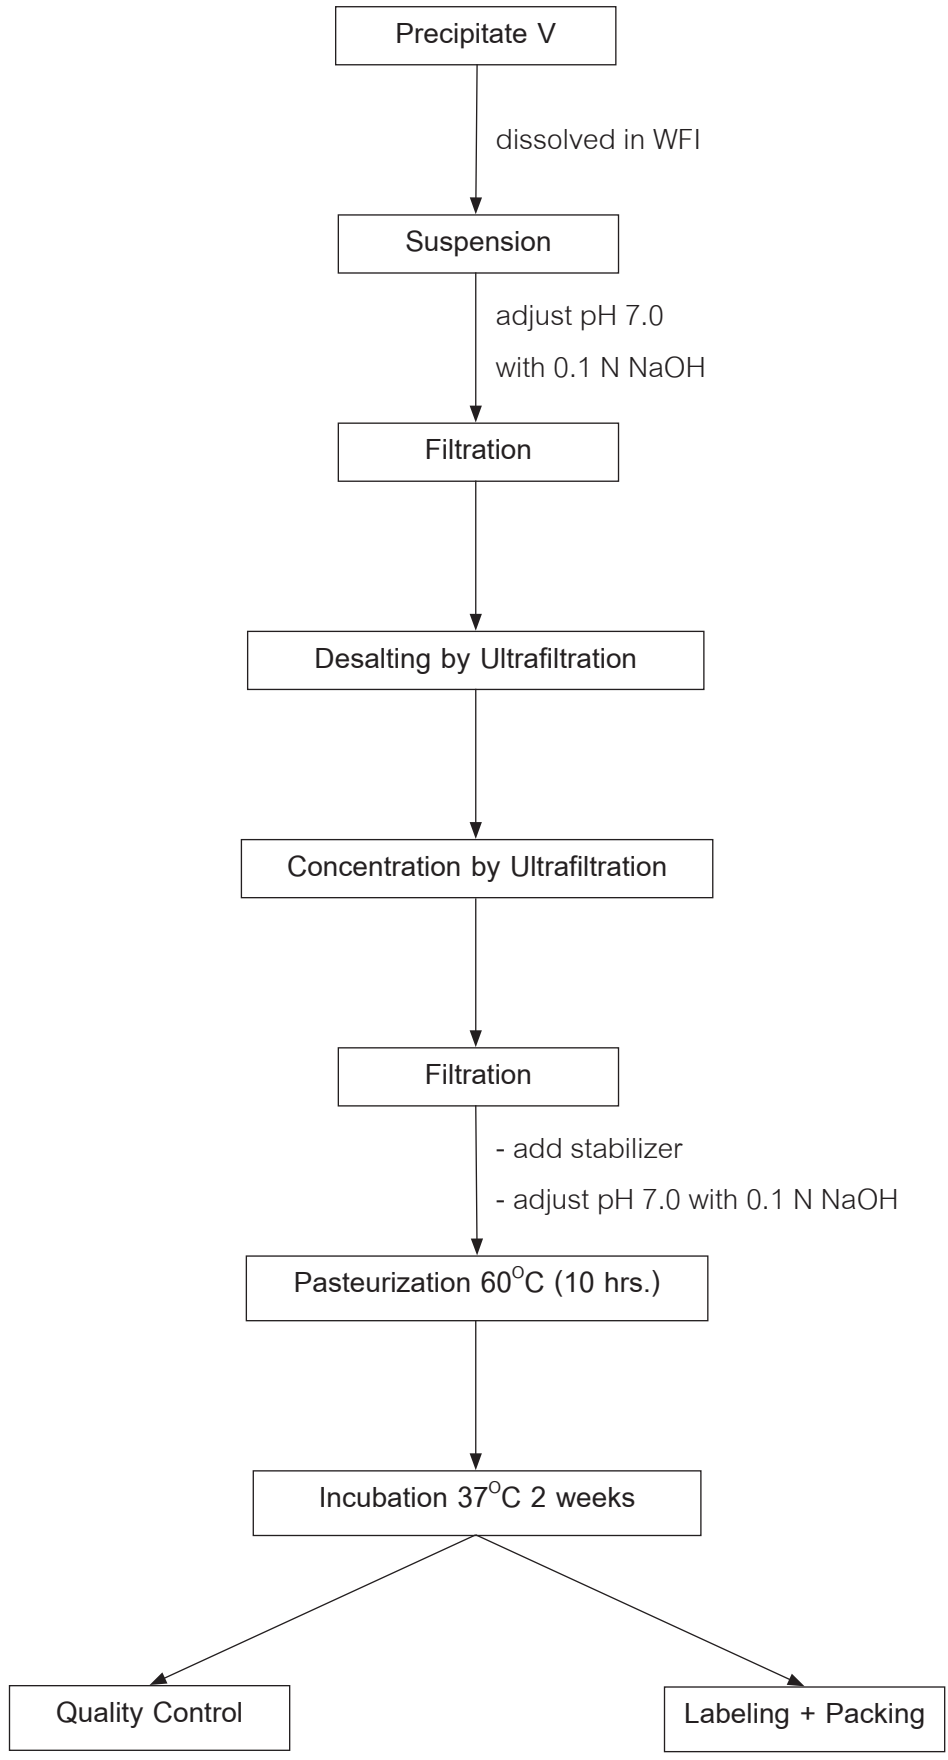 Precipitate V
dissolved in WFI
Suspension
adjust pH 7.0
with 0.1 N NaOH
Filtration
Desalting by Ultrafiltration
Concentration by Ultrafiltration
Filtration
- add stabilizer
- adjust pH 7.0 with 0.1 N NaOH
Pasteurization 60°C (10 hrs.)
Incubation 37°C 2 weeks
Quality Control
Labeling + Packing